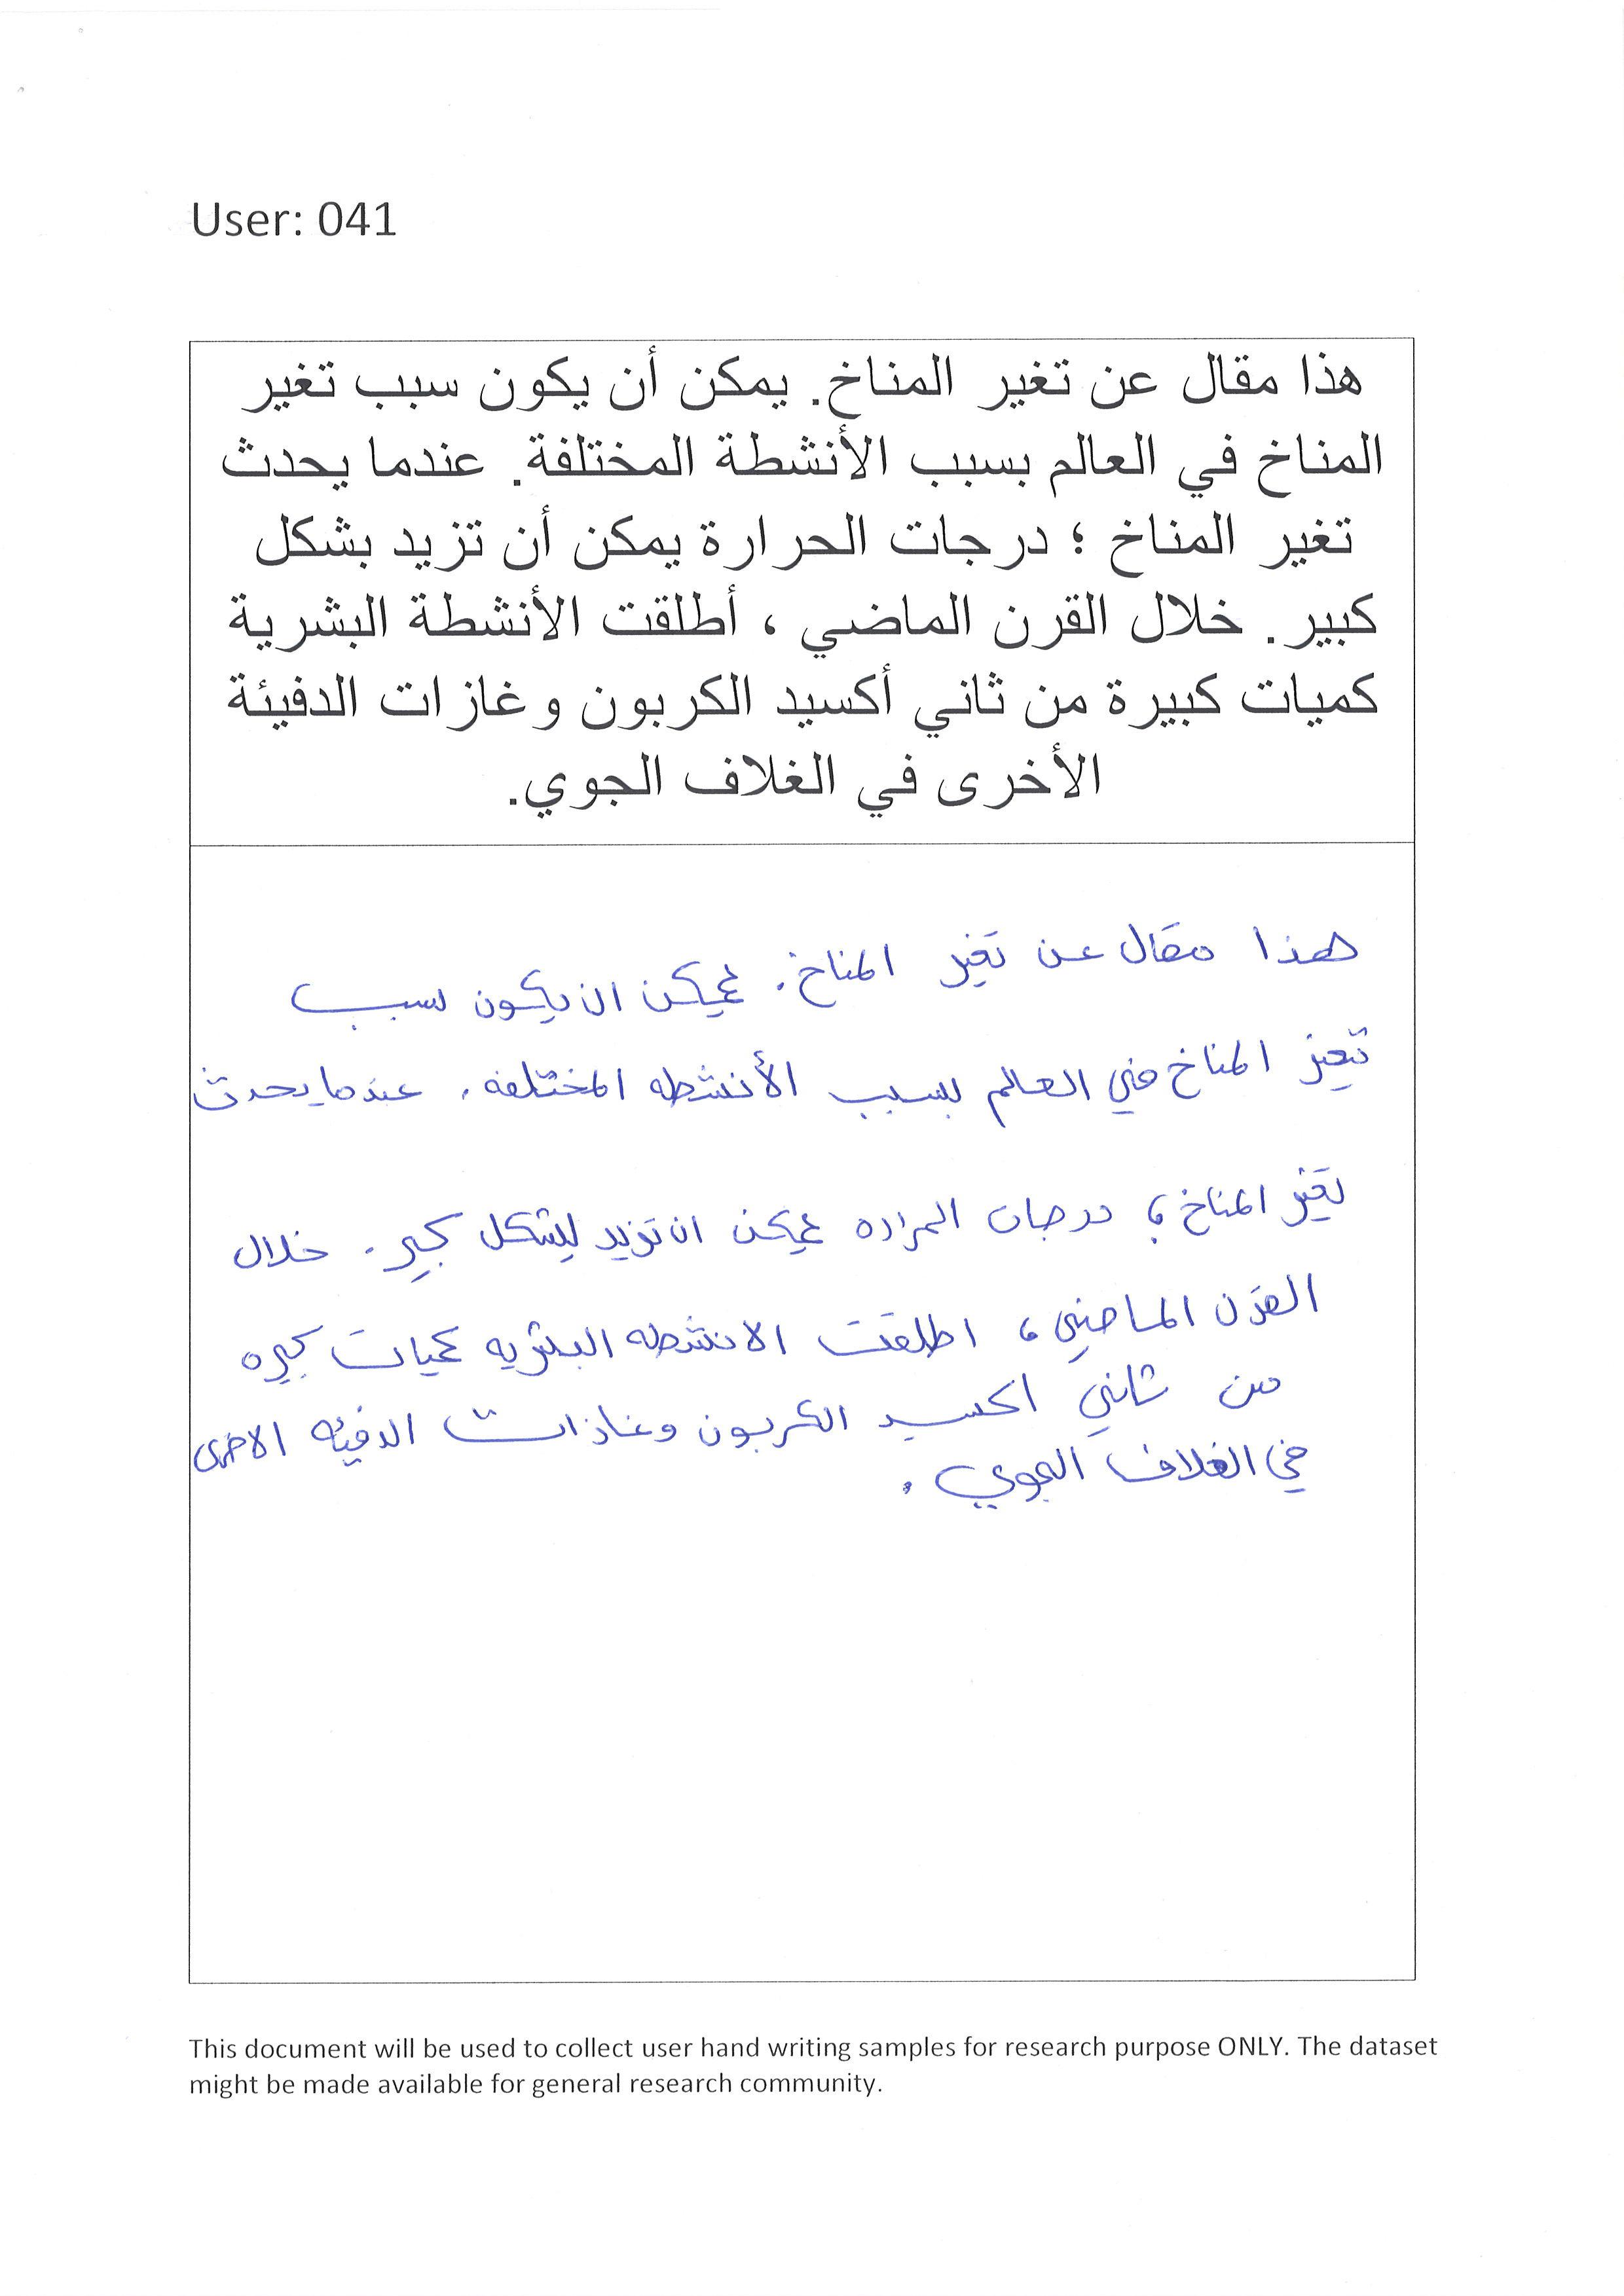 User: 041
هذا مقال عن تغير المناخ. يمكن أن يكون سبب تغير
المناخ في العالم بسبب الأنشطة المختلفة. عندما يحدث
تغير المناخ ؛ درجات الحرارة يمكن أن تزيد بشكل
كبير. خلال القرن الماضي ، أطلقت الأنشطة البشرية
كميات كبيرة من ثاني أكسيد الكربون وغازات الدفيئة
الأخرى في الغلاف الجوي.
هذا مقال عن تغير المناخ. يمكن ان يكون سبب
تغير المناخ في العالم بسبب الأنشطه المختلفه. عندما يحدث
تغير المناخ ؛ درجات الحراره يمكن ان تزيد بشكل كبير. خلال
القرن الماضي ، اطلقت الانشطه البشريه كميات كبيره
من ثاني اكسيد الكربون وغازات الدفيئه الاخرى
في الغلاف الجوي .
This document will be used to collect user hand writing samples for research purpose ONLY. The dataset
might be made available for general research community.